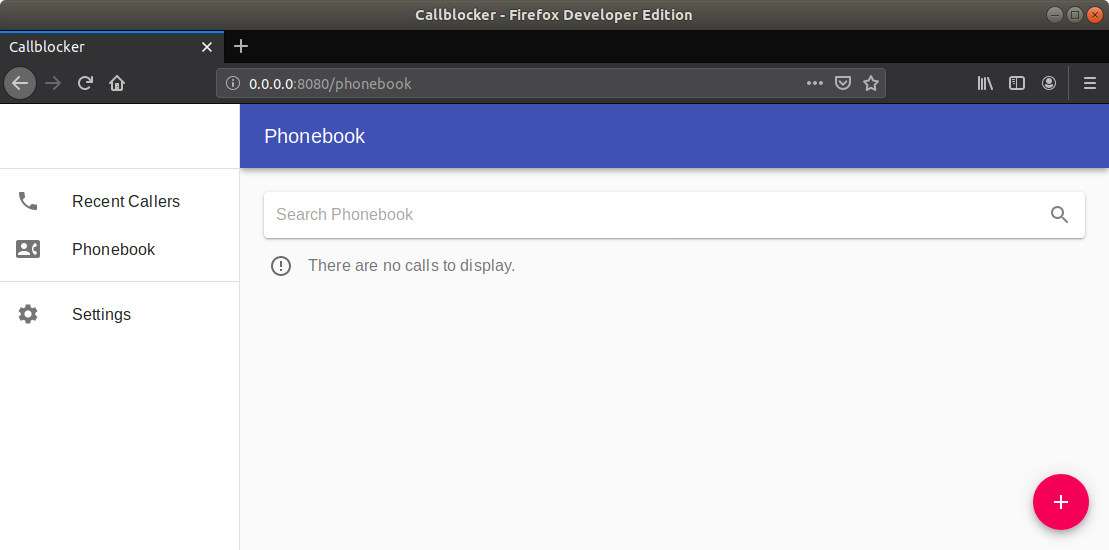 Callblocker - Firefox Developer Edition
Callblocker
0.0.0.0:8080/phonebook
Phonebook
Recent Callers
Phonebook
Settings
Search Phonebook
There are no calls to display.